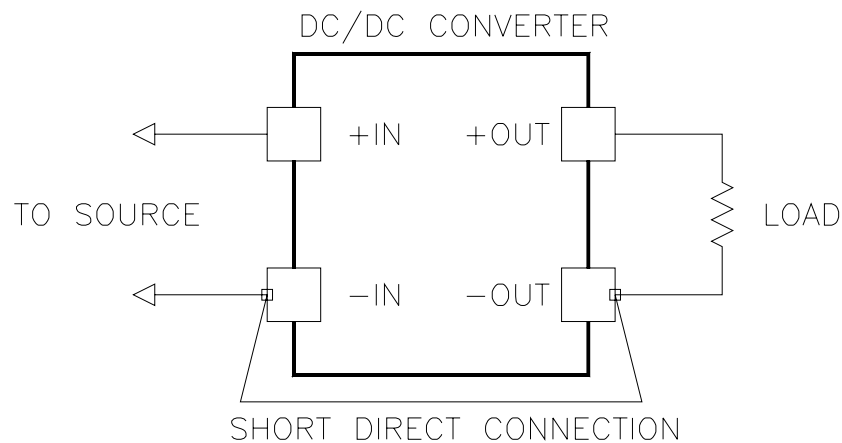 DC/DC CONVERTER
+IN
+OUT
TO SOURCE
LOAD
-IN
-OUT
SHORT DIRECT CONNECTION